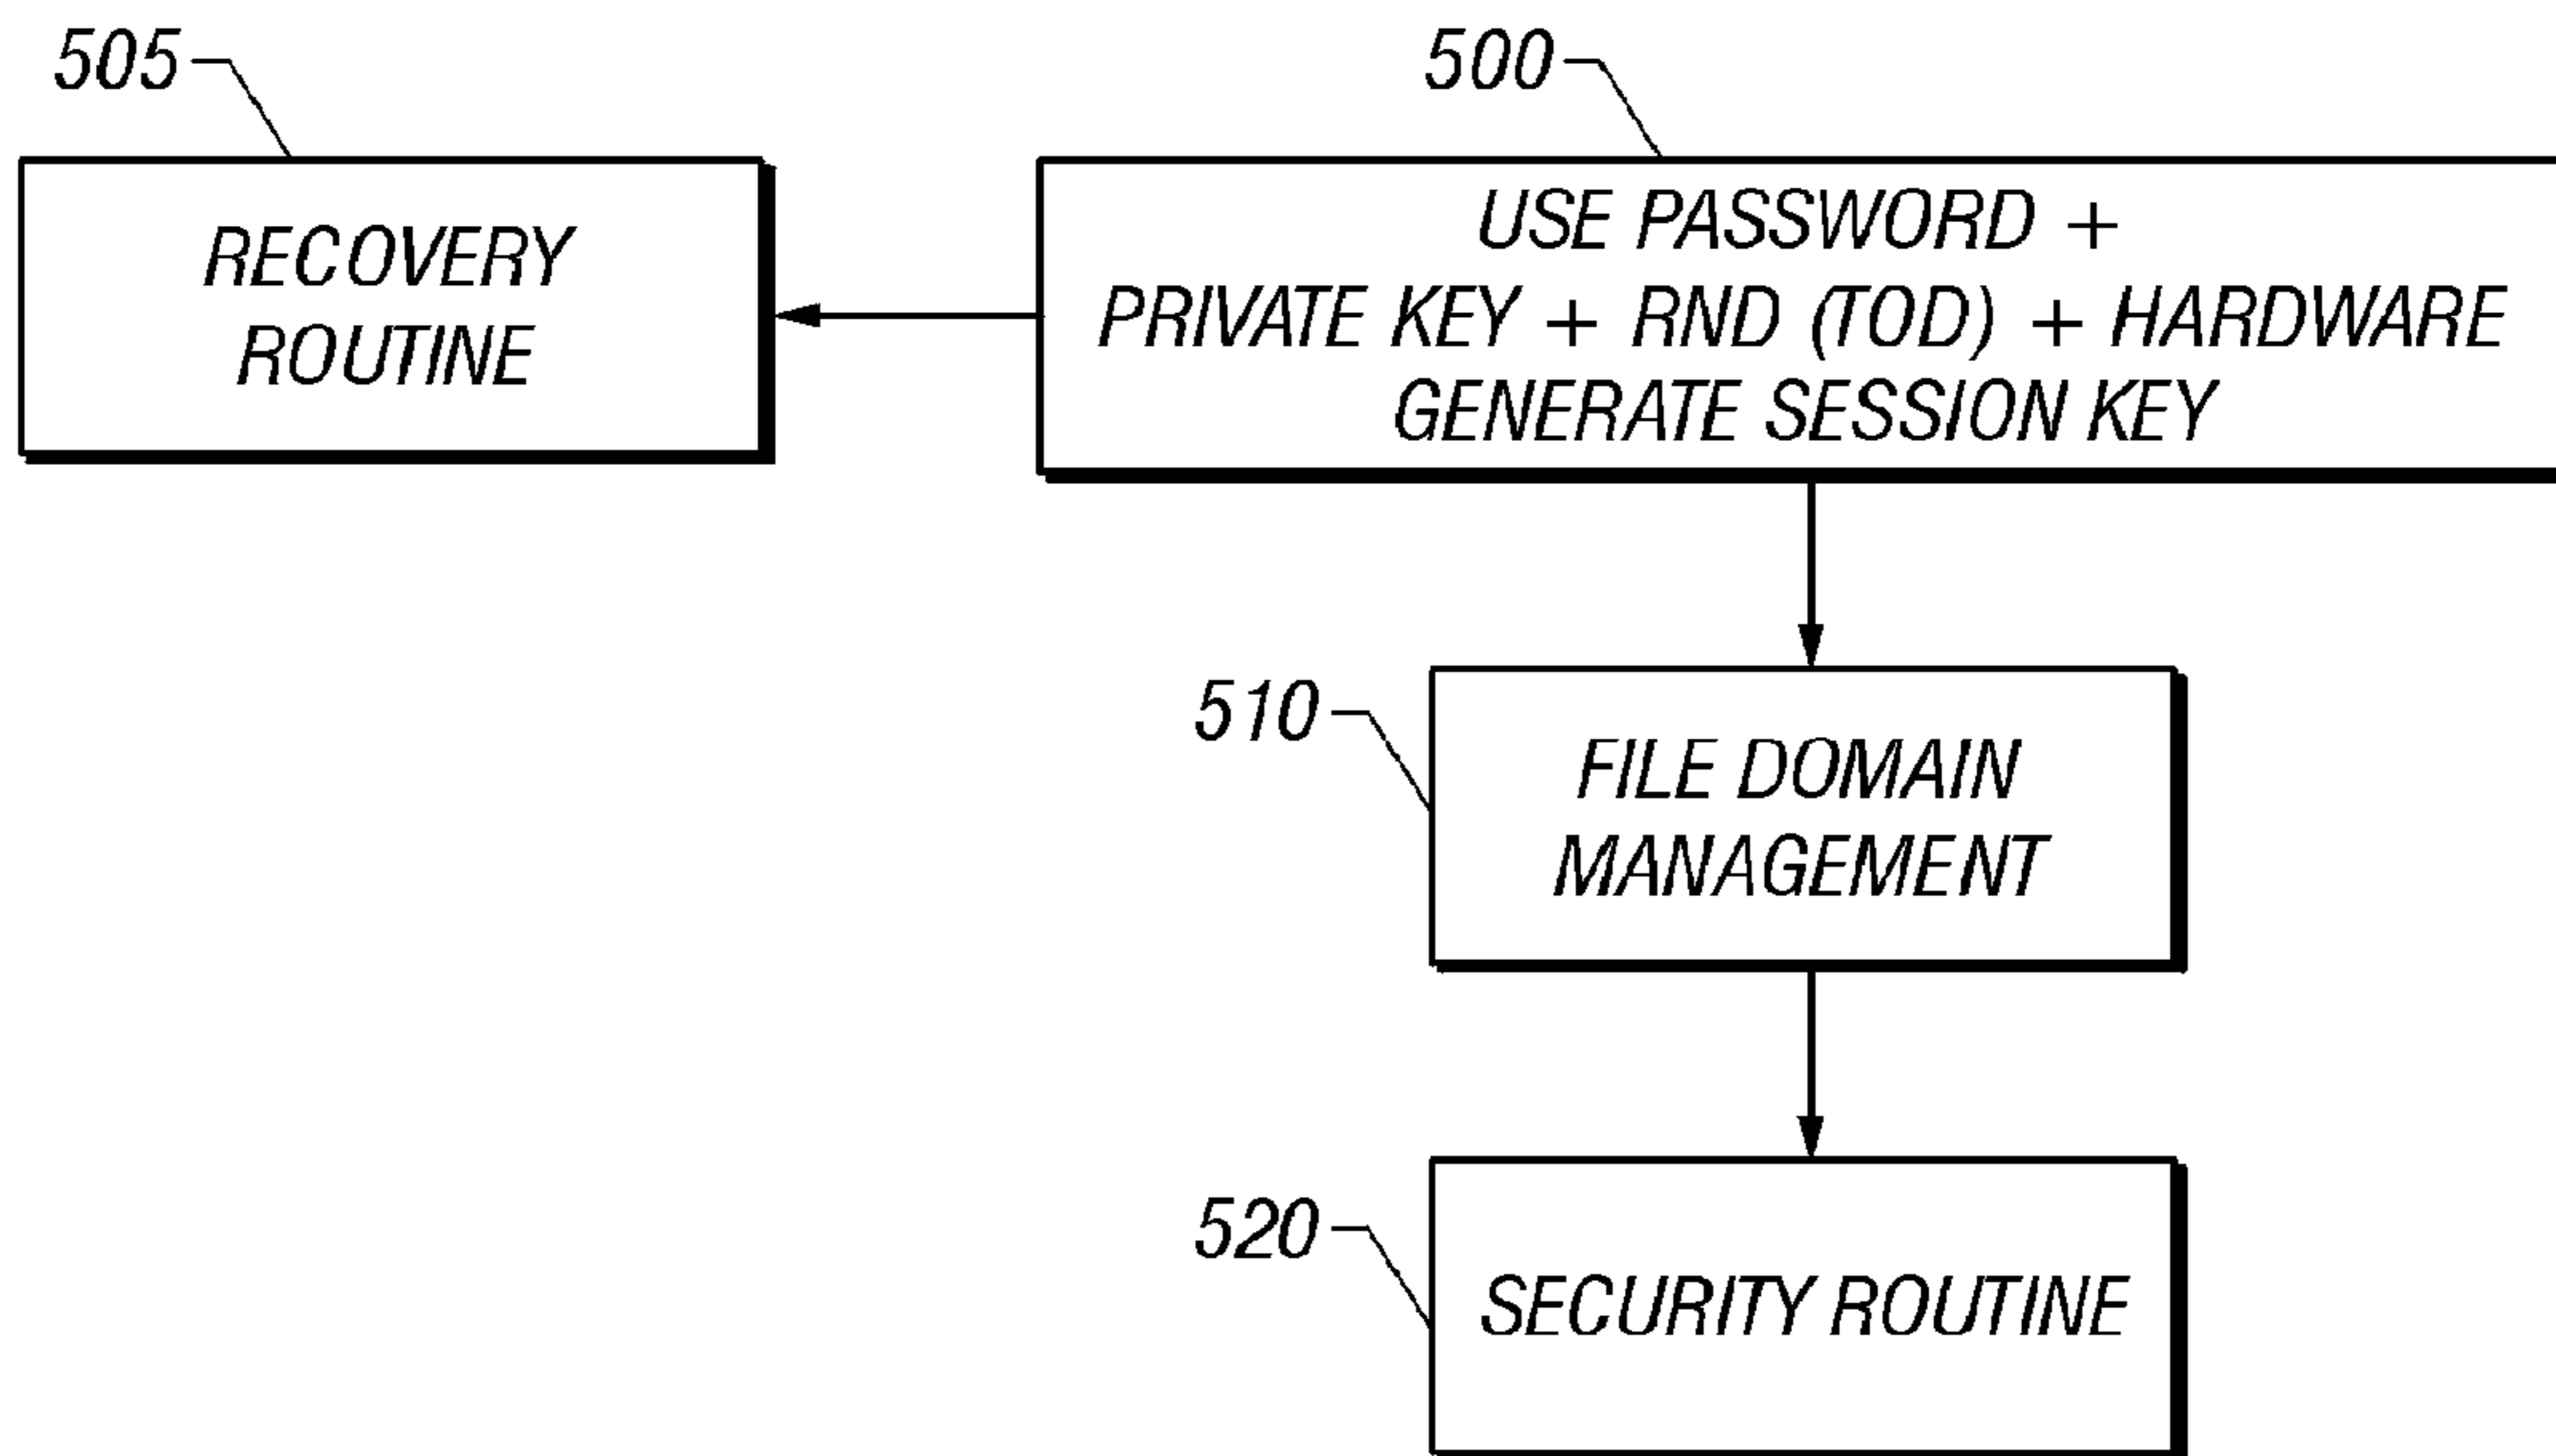 505
500
RECOVERY
ROUTINE
USE PASSWORD +
PRIVATE KEY + RND (TOD) + HARDWARE
GENERATE SESSION KEY
510
FILE DOMAIN
MANAGEMENT
520
SECURITY ROUTINE